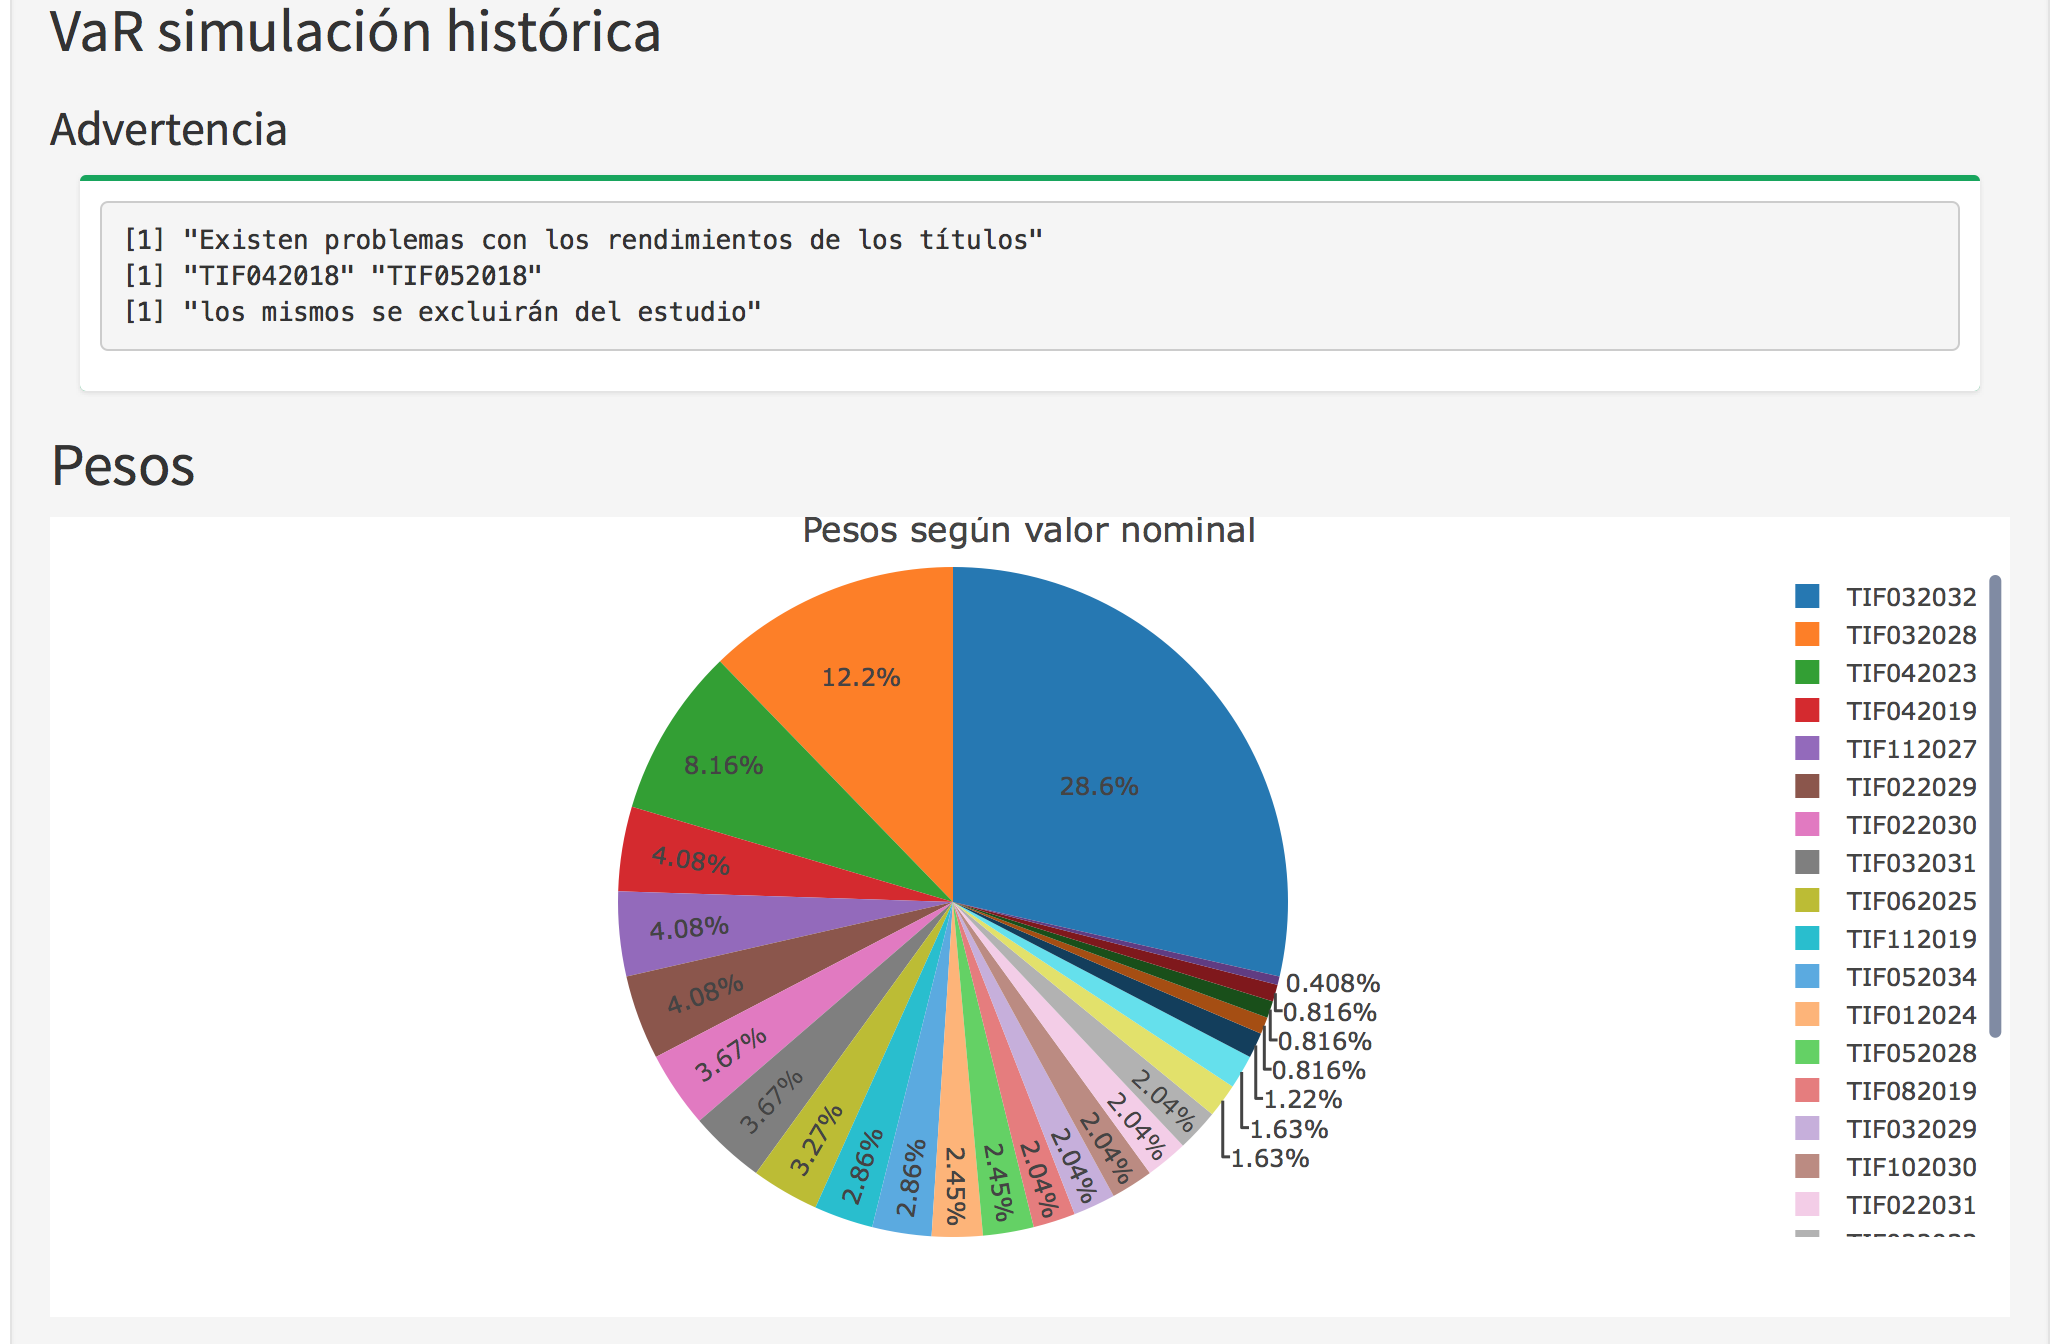 VaR simulación histórica
Advertencia
[1] "Existen problemas con los rendimientos de los títulos"
[1] "TIF042018" "TIF052018"
[1] "los mismos se excluirán del estudio"
Pesos
Pesos según valor nominal
28.6%
12.2%
8.16%
4.08%
4.08%
4.08%
3.67%
3.67%
3.27%
2.86%
2.86%
2.45%
2.45%
2.04%
2.04%
2.04%
2.04%
2.04%
1.63%
1.63%
1.22%
0.816%
0.816%
0.816%
0.408%
TIF032032
TIF032028
TIF042023
TIF042019
TIF112027
TIF022029
TIF022030
TIF032031
TIF062025
TIF112019
TIF052034
TIF012024
TIF052028
TIF082019
TIF032029
TIF102030
TIF022031